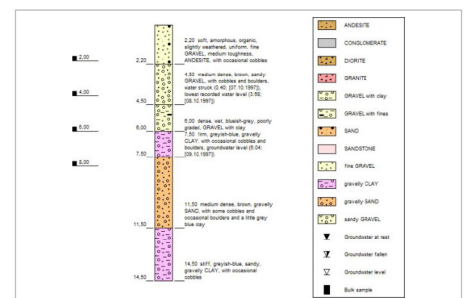 2,00
4,00
6,00
8,00
2,20
4,50
6,00
7,50
11,50
14,50
2,20 soft, amorphous, organic,
slightly weathered, uniform, fine
GRAVEL, medium toughness,
ANDESITE, with occasional cobbles
4,50 medium dense, brown, sandy
GRAVEL, with cobbles and boulders,
water struck (0.40; [07.10.1997]),
lowest recorded water level (3.59;
[08.10.1997])
6,00 dense, wet, blueish-grey, poorly
graded, GRAVEL with clay
7,50 firm, greyish-blue, gravelly
CLAY, with occasional cobbles and
boulders, groundwater level (6.04;
[09.10.1997])
11,50 medium dense, brown, gravelly
SAND, with some cobbles and
occasional boulders and a little grey
blue clay
14,50 stiff, greyish-blue, sandy,
gravelly CLAY, with occasional
cobbles
ANDESITE
CONGLOMERATE
DIORITE
GRANITE
GRAVEL with clay
GRAVEL with fines
SAND
SANDSTONE
fine GRAVEL
gravelly CLAY
gravelly SAND
sandy GRAVEL
Groundwater at rest
Groundwater fallen
Groundwater level
Bulk sample